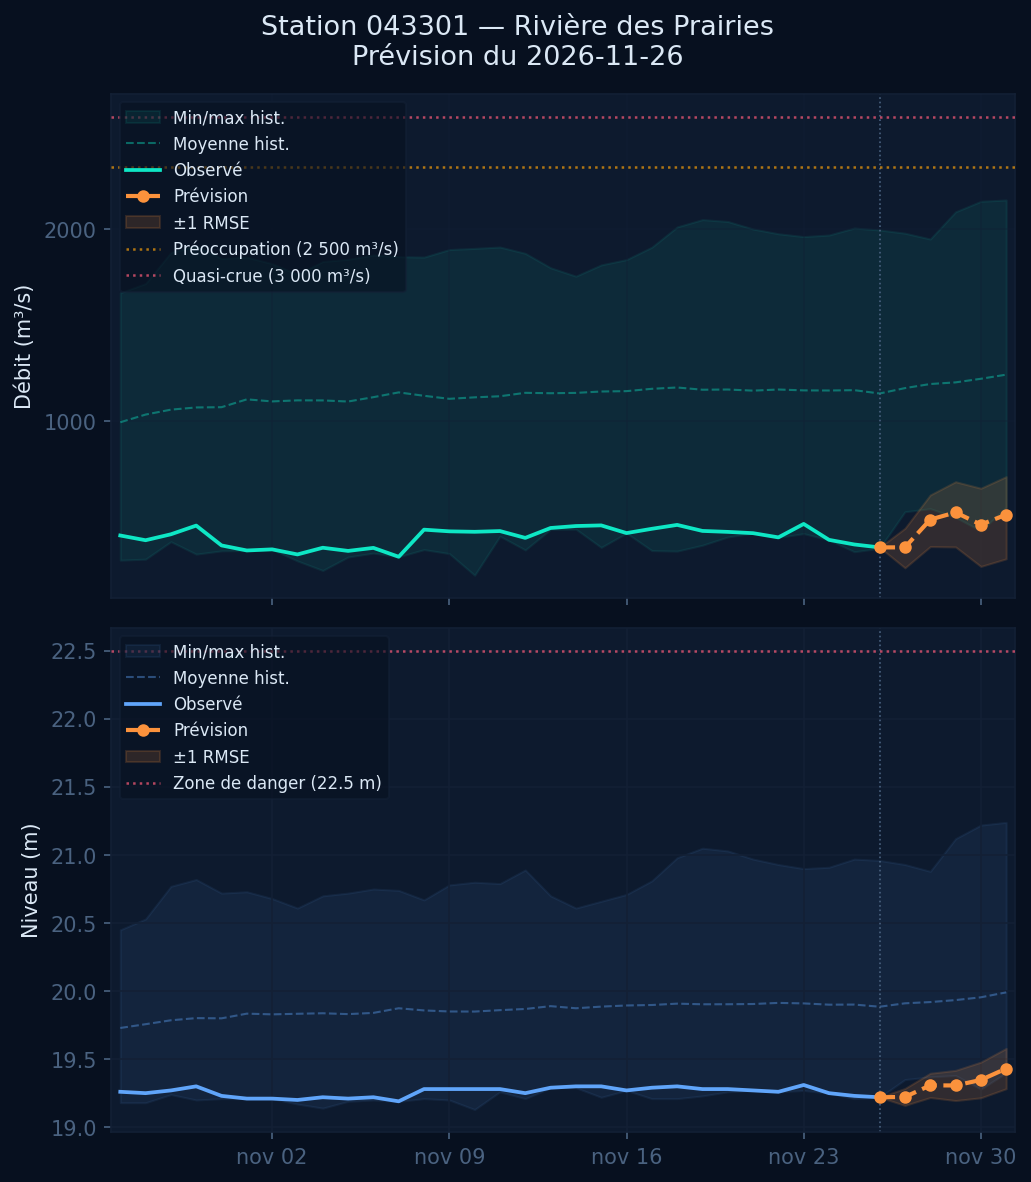 Station 043301 — Rivière des Prairies
Prévision du 2026-11-26
Débit (m³/s)
2000
1000
Min/max hist.
Moyenne hist.
Observé
Prévision
±1 RMSE
Préoccupation (2 500 m³/s)
Quasi-crue (3 000 m³/s)
Niveau (m)
22.5
22.0
21.5
21.0
20.5
20.0
19.5
19.0
Min/max hist.
Moyenne hist.
Observé
Prévision
±1 RMSE
Zone de danger (22.5 m)
nov 02
nov 09
nov 16
nov 23
nov 30